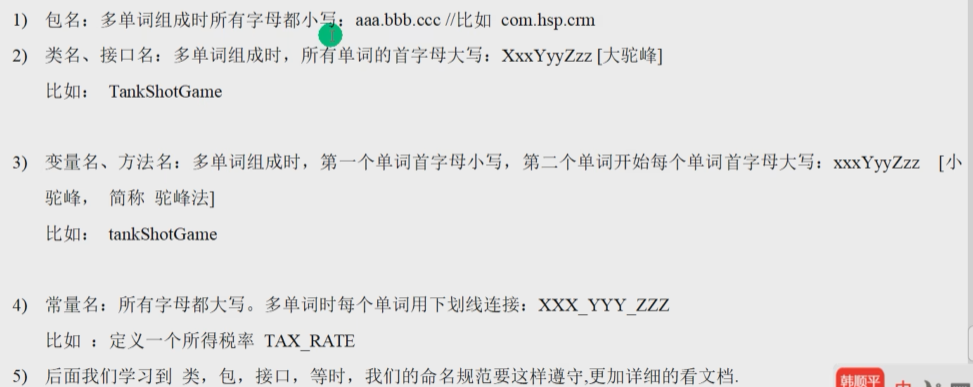 1) 包名：多单词组成时所有字母都小写：aaa.bbb.ccc //比如 com.hsp.crm
2) 类名、接口名：多单词组成时，所有单词的首字母大写：XxxYyyZzz [大驼峰]
比如： TankShotGame
3) 变量名、方法名：多单词组成时，第一个单词首字母小写，第二个单词开始每个单词首字母大写：xxxYyyZzz [小
驼峰， 简称 驼峰法]
比如： tankShotGame
4) 常量名：所有字母都大写。多单词时每个单词用下划线连接：XXX_YYY_ZZZ
比如 ：定义一个所得税率 TAX_RATE
5) 后面我们学习到 类，包，接口，等时，我们的命名规范要这样遵守,更加详细的看文档.
韩顺平